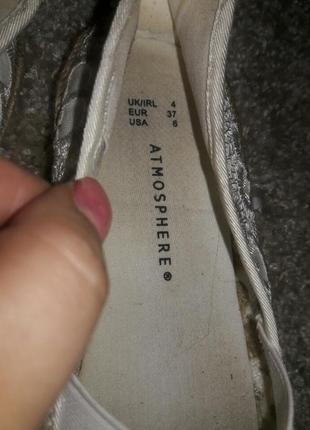 UK/IRL 4
EUR 37
USA 6
ATMOSPHERE®